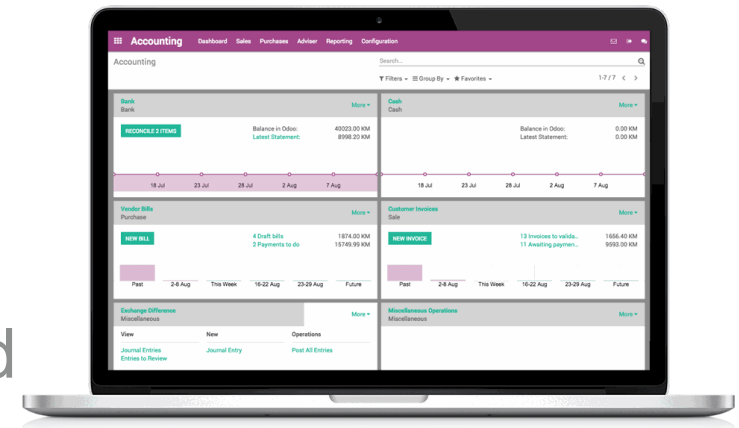 Accounting Dashboard Sales Purchases Adviser Reporting Configuration
Accounting
Search...
Filters Group By Favorites 1-7 / 7
Bank
Bank
More
RECONCILE 2 ITEMS
Balance in Odoo: 40023.00 KM
Latest Statement: 8998.20 KM
18 Jul 23 Jul 28 Jul 2 Aug 7 Aug
Cash
Cash
More
Balance in Odoo: 0.00 KM
Latest Statement: 0.00 KM
18 Jul 23 Jul 28 Jul 2 Aug 7 Aug
Vendor Bills
Purchase
More
NEW BILL
4 Draft bills 1874.00 KM
2 Payments to do 15749.99 KM
Past 2-8 Aug This Week 16-22 Aug 23-29 Aug Future
Customer Invoices
Sale
More
NEW INVOICE
13 Invoices to valida... 1656.40 KM
11 Awaiting paymen... 9593.00 KM
Past 2-8 Aug This Week 16-22 Aug 23-29 Aug Future
Exchange Difference
Miscellaneous
More
View New Operations
Journal Entries Journal Entry Post All Entries
Entries to Review
Miscellaneous Operations
Miscellaneous
More
d